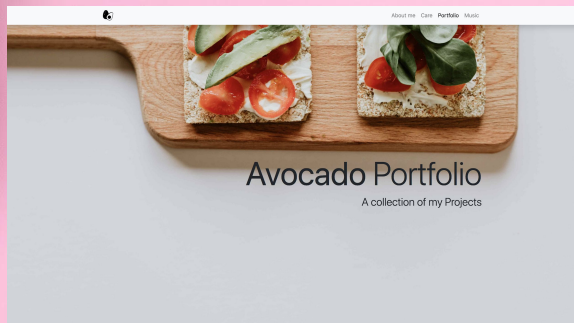 About me Care Portfolio Music
Avocado Portfolio
A collection of my Projects